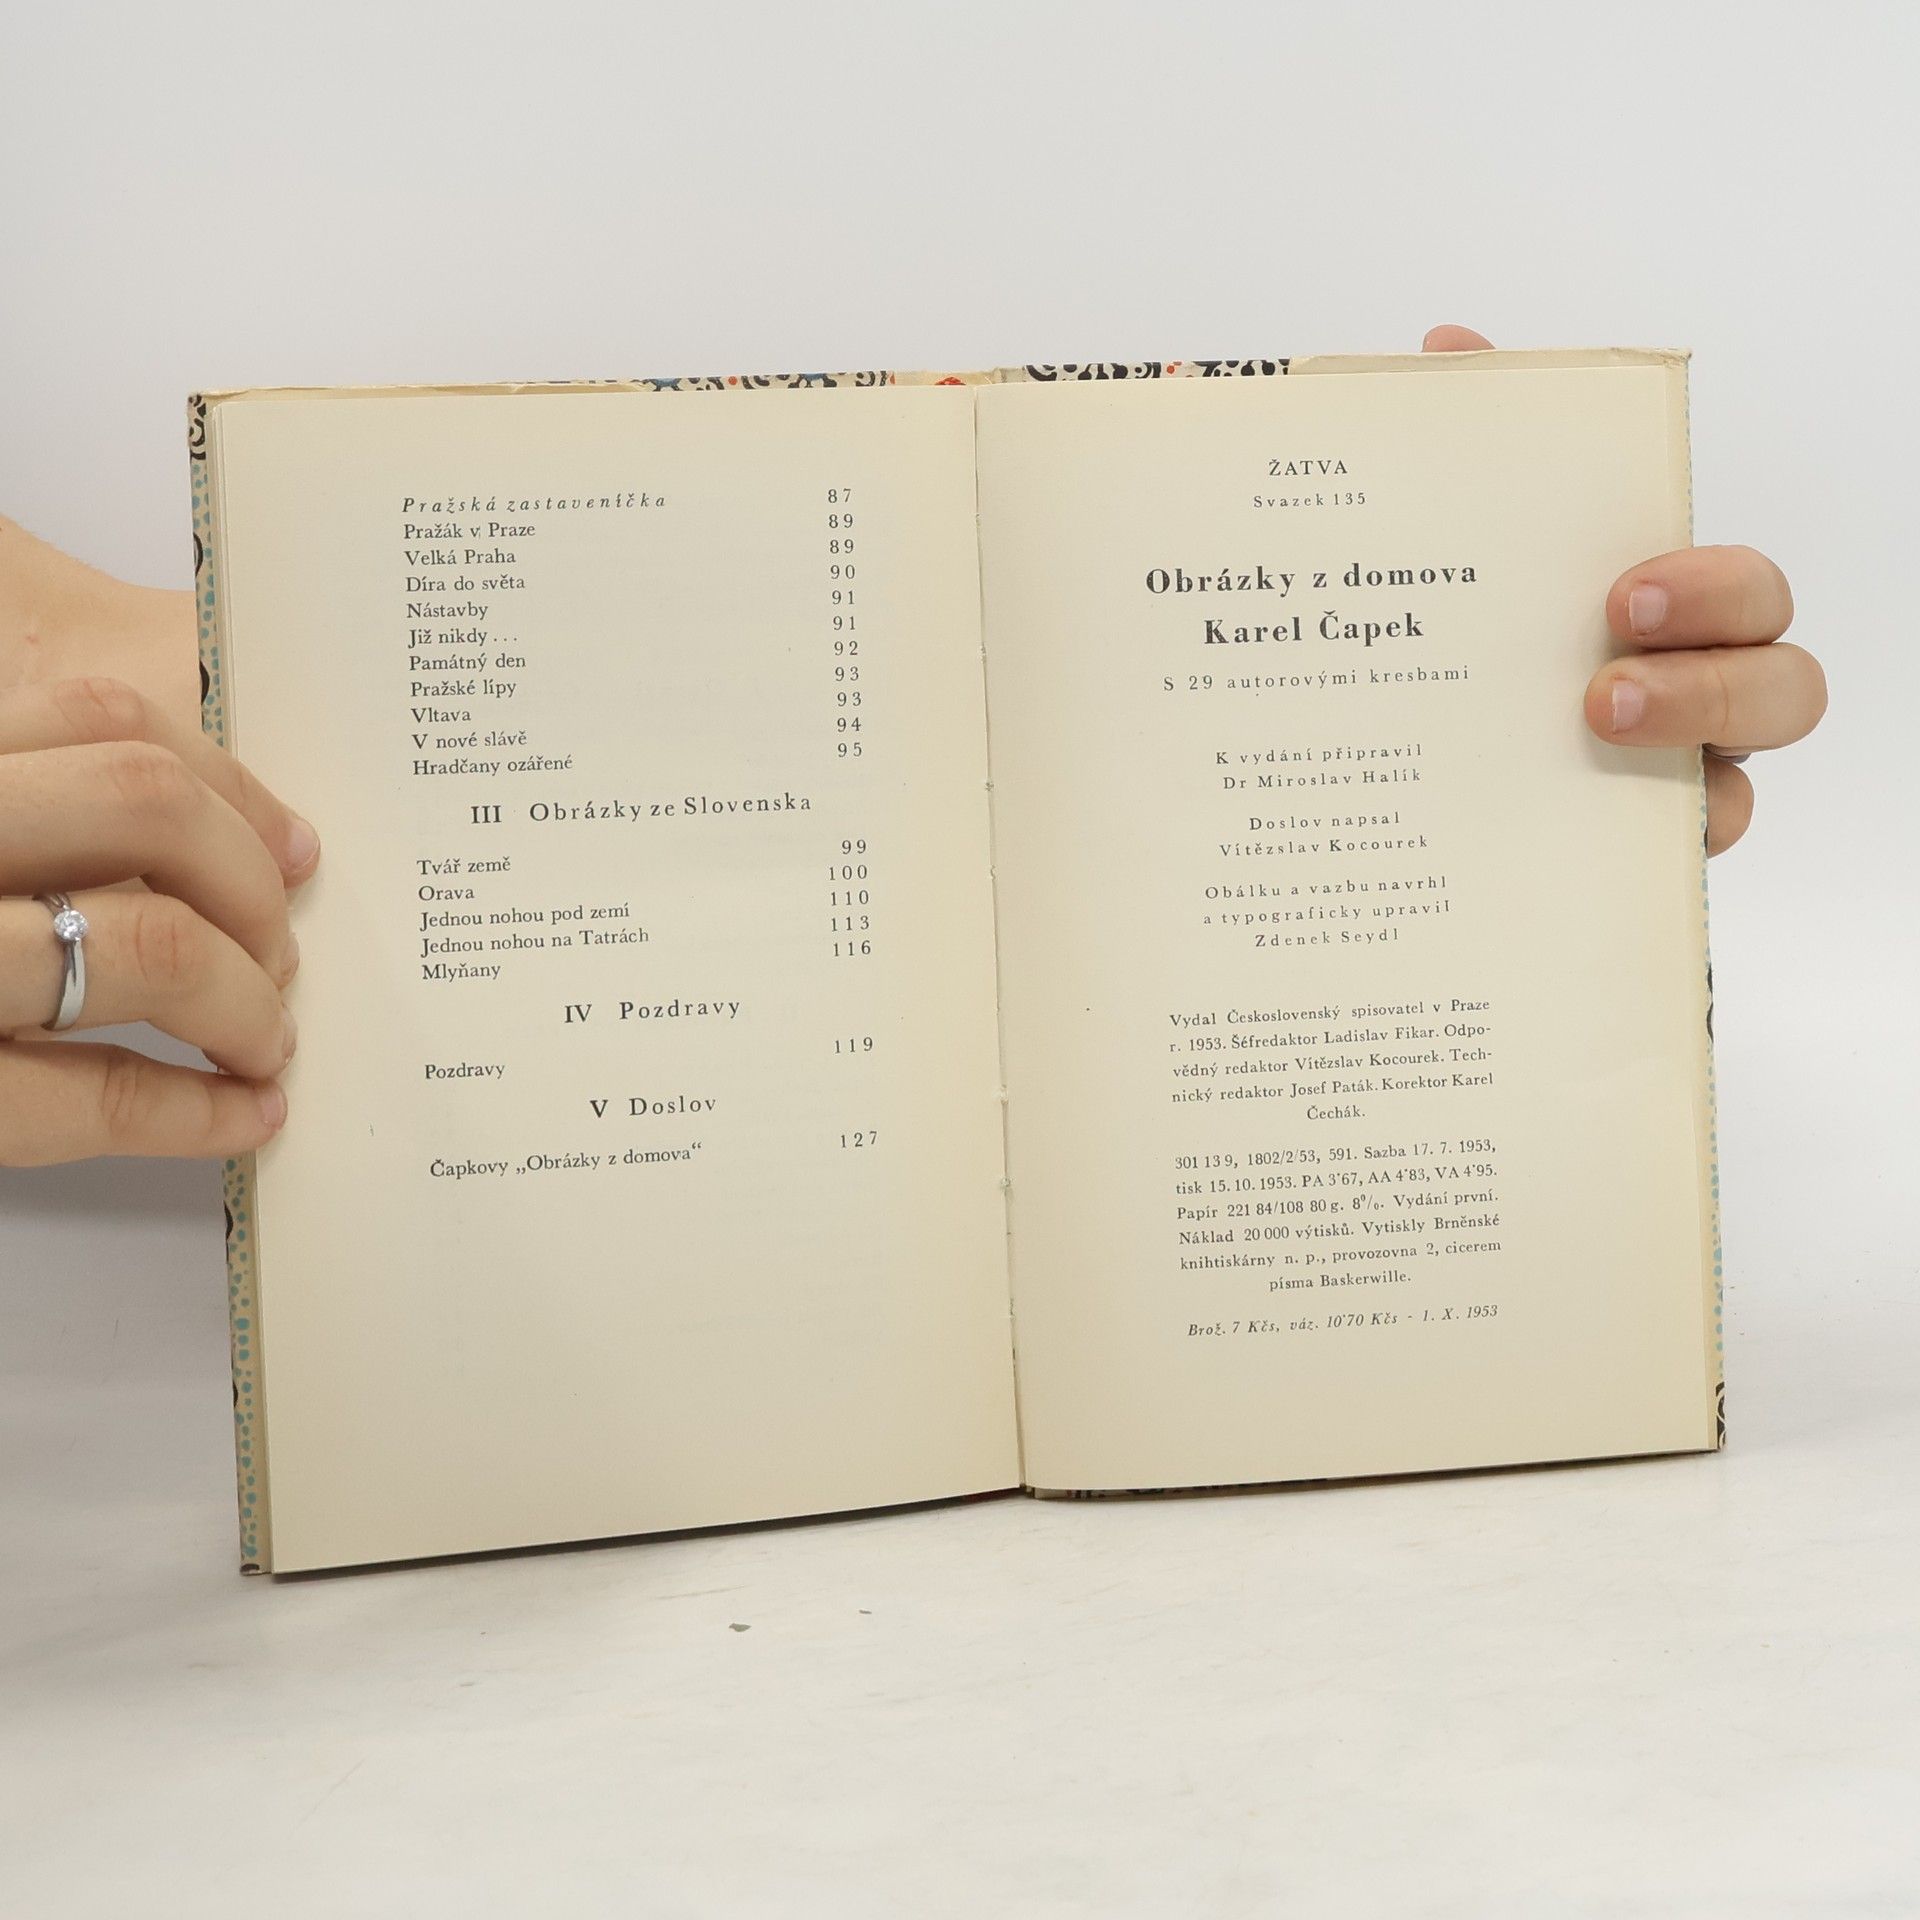 Pražská zastaveníčka 87
Pražák v Praze 89
Velká Praha 89
Díra do světa 90
Nástavby 91
Již nikdy... 91
Památný den 92
Pražské lípy 93
Vltava 93
V nové slávě 94
Hradčany ozářené 95
III Obrázky ze Slovenska
Tvář země 99
Orava 100
Jednou nohou pod zemí 110
Jednou nohou na Tatrách 113
Mlyňany 116
IV Pozdravy
Pozdravy 119
V Doslov
Čapkovy „Obrázky z domova“ 127
ŽATVA
Svazek 135
Obrázky z domova
Karel Čapek
S 29 autorovými kresbami
K vydání připravil
Dr Miroslav Halík
Doslov napsal
Vítězslav Kocourek
Obálku a vazbu navrhl
a typograficky upravil
Zdenek Seydl
Vydal Československý spisovatel v Praze
r. 1953. Šéfredaktor Ladislav Fikar. Odpo-
vědný redaktor Vítězslav Kocourek. Tech-
nický redaktor Josef Paták. Korektor Karel
Čechák.
301 13 9, 1802/2/53, 591. Sazba 17. 7. 1953,
tisk 15. 10. 1953. PA 3·67, AA 4·83, VA 4·95.
Papír 221 84/108 80 g. 8%. Vydání první.
Náklad 20 000 výtisků. Vytiskly Brněnské
knihtiskárny n. p., provozovna 2, cicerem
písma Baskerwille.
Brož. 7 Kčs, váz. 10·70 Kčs - 1. X. 1953